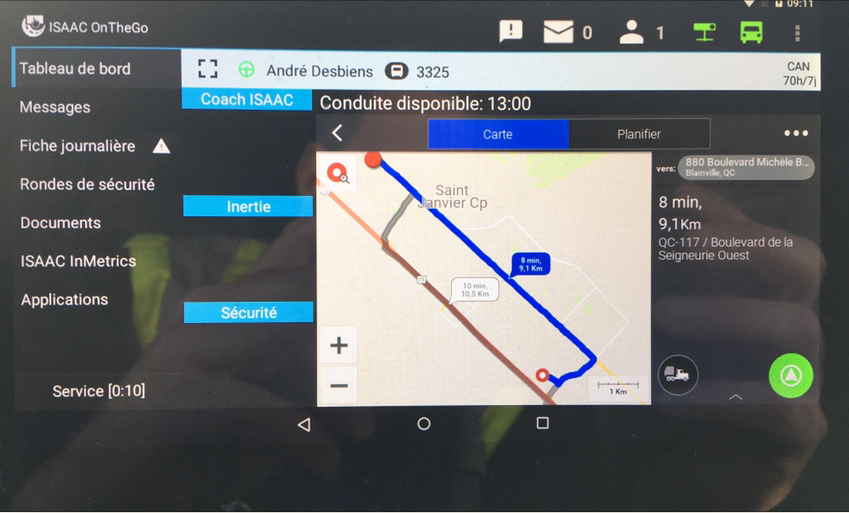 09:11
ISAAC OnTheGo
0
1
Tableau de bord
André Desbiens
3325
CAN
70h/7j
Messages
Fiche journalière
Rondes de sécurité
Documents
ISAAC InMetrics
Applications
Service [0:10]
Coach ISAAC
Inertie
Sécurité
Conduite disponible: 13:00
Carte
Planifier
vers:
880 Boulevard Michèle B...
Blainville, QC
8 min,
9,1Km
QC-117 / Boulevard de la
Seigneurie Ouest
Saint
Janvier Cp
8 min,
9,1 Km
10 min,
10,5 Km
1 Km